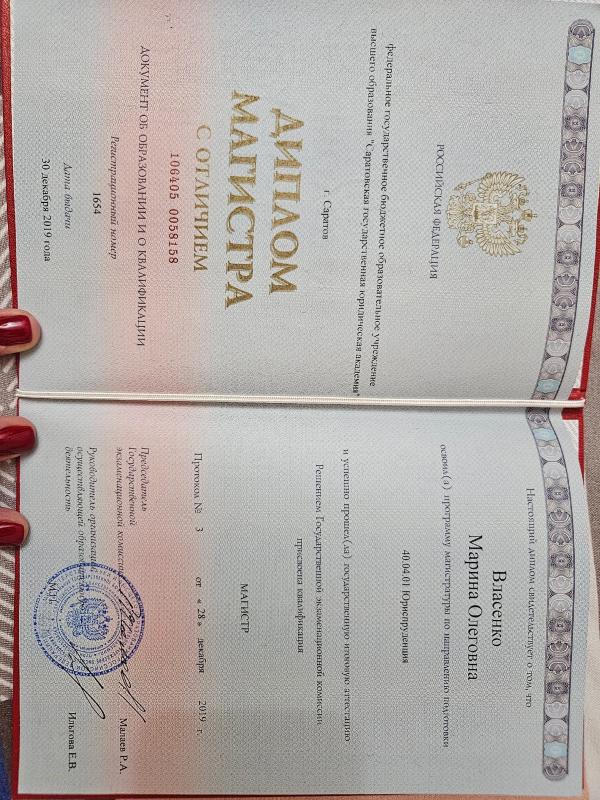 РОССИЙСКАЯ ФЕДЕРАЦИЯ
федеральное государственное бюджетное образовательное учреждение
высшего образования "Саратовская государственная юридическая академия"
г. Саратов
ДИПЛОМ
МАГИСТРА
С ОТЛИЧИЕМ
106405 0058158
ДОКУМЕНТ ОБ ОБРАЗОВАНИИ И О КВАЛИФИКАЦИИ
Регистрационный номер
1654
Дата выдачи
30 декабря 2019 года
Настоящий диплом свидетельствует о том, что
Власенко
Марина Олеговна
освоил(а) программу магистратуры по направлению подготовки
40.04.01 Юриспруденция
и успешно прошел(ла) государственную итоговую аттестацию
Решением Государственной экзаменационной комиссии
присвоена квалификация
МАГИСТР
Протокол № 3 от « 28 » декабря 2019 г.
Председатель
Государственной
экзаменационной комиссии
Малаев Р.А.
Руководитель организации,
осуществляющей образовательную
деятельность
Ильгова Е.В.
М.П.